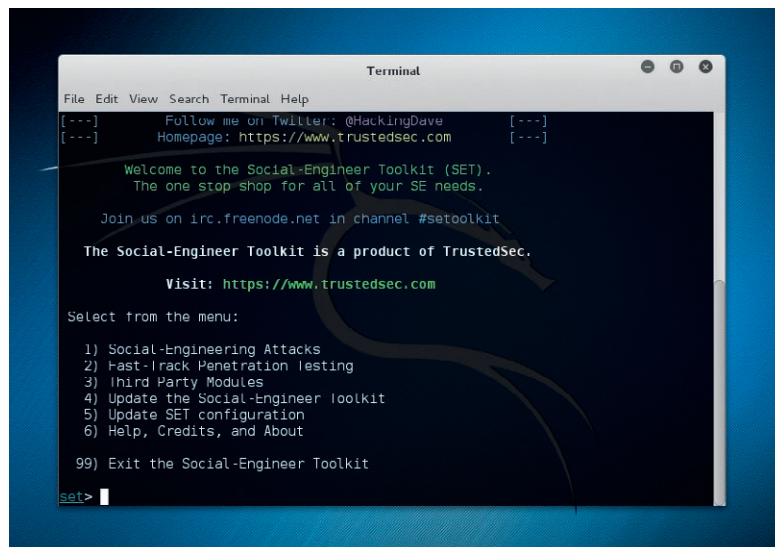 Terminal
File Edit View Search Terminal Help
[---] Follow me on Twitter: @HackingDave [---]
[---] Homepage: https://www.trustedsec.com [---]
Welcome to the Social-Engineer Toolkit (SET).
The one stop shop for all of your SE needs.
Join us on irc.freenode.net in channel #setoolkit
The Social-Engineer Toolkit is a product of TrustedSec.
Visit: https://www.trustedsec.com
Select from the menu:
1) Social-Engineering Attacks
2) Fast-Track Penetration Testing
3) Third Party Modules
4) Update the Social-Engineer Toolkit
5) Update SET configuration
6) Help, Credits, and About
99) Exit the Social-Engineer Toolkit
set>